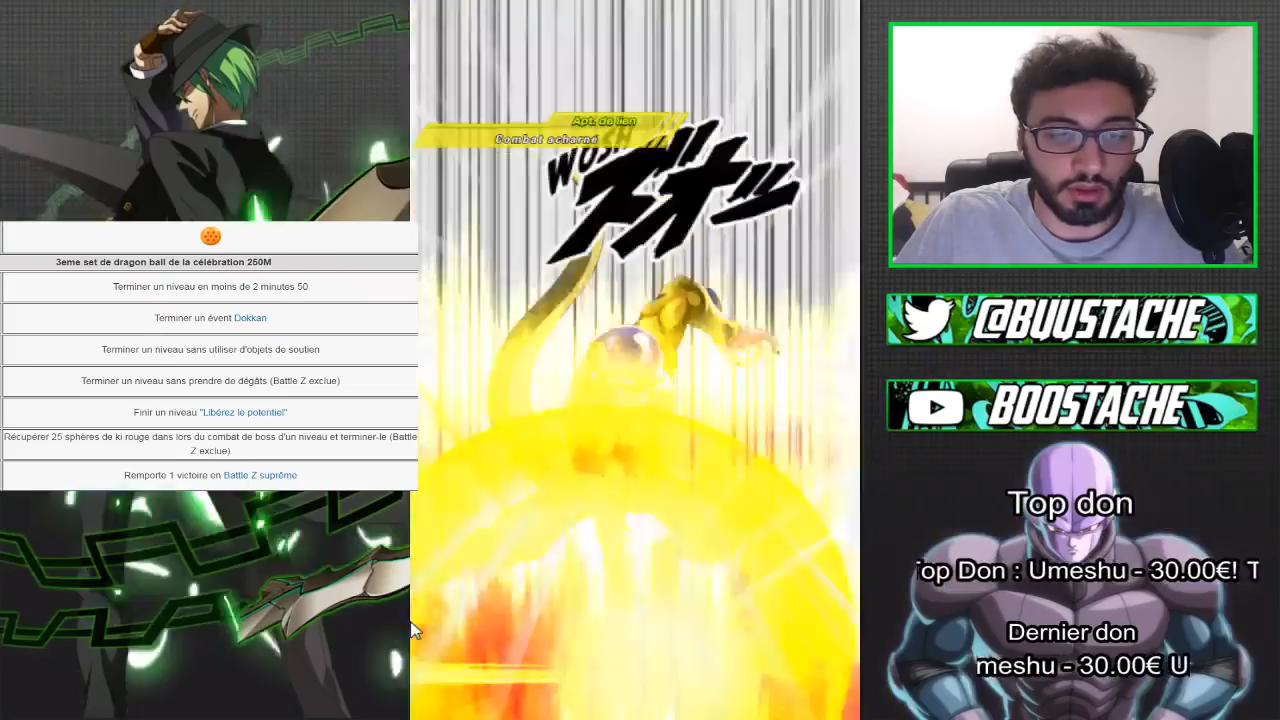 3eme set de dragon ball de la célébration 250M
Terminer un niveau en moins de 2 minutes 50
Terminer un évent Dokkan
Terminer un niveau sans utiliser d'objets de soutien
Terminer un niveau sans prendre de dégâts (Battle Z exclue)
Finir un niveau "Libérez le potentiel"
Récupérer 25 sphères de ki rouge dans lors du combat de boss d'un niveau et terminer-le (Battle
Z exclue)
Remporte 1 victoire en Battle Z suprême
Apt. de lien
Combat acharné
ズオッ
@BUUSTACHE
BOOSTACHE
Top don
op Don : Umeshu - 30.00€! T
Dernier don
meshu - 30.00€ U